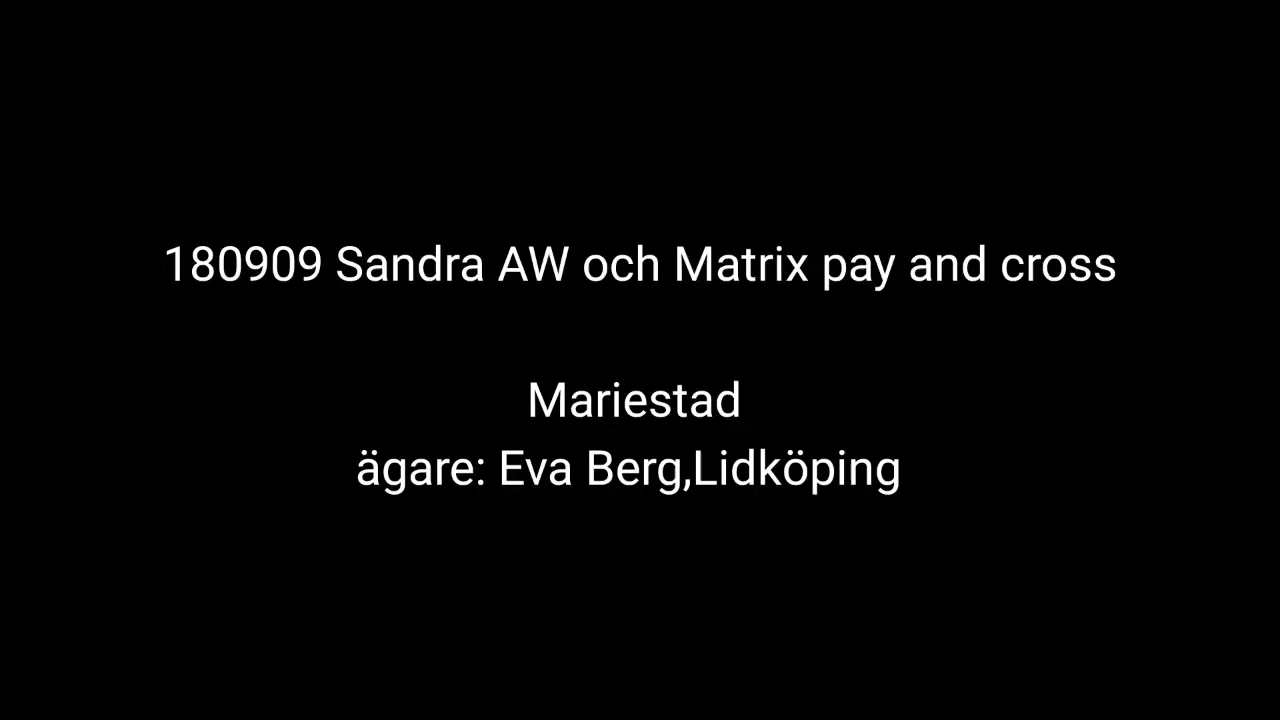 180909 Sandra AW och Matrix pay and cross
Mariestad
ägare: Eva Berg,Lidköping